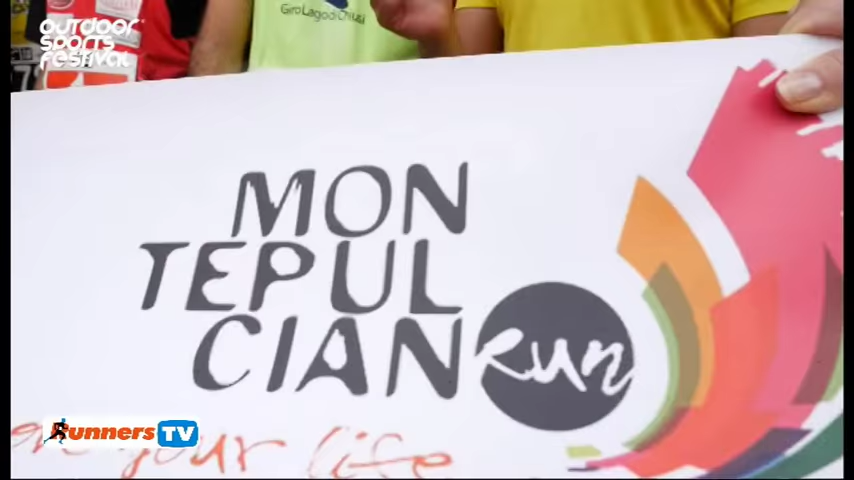 OUTDOOR
SPORTS
FESTIVAL
GiroLagodiChiusi
MON
TEPUL
CIAN
Run
your life
Runners TV